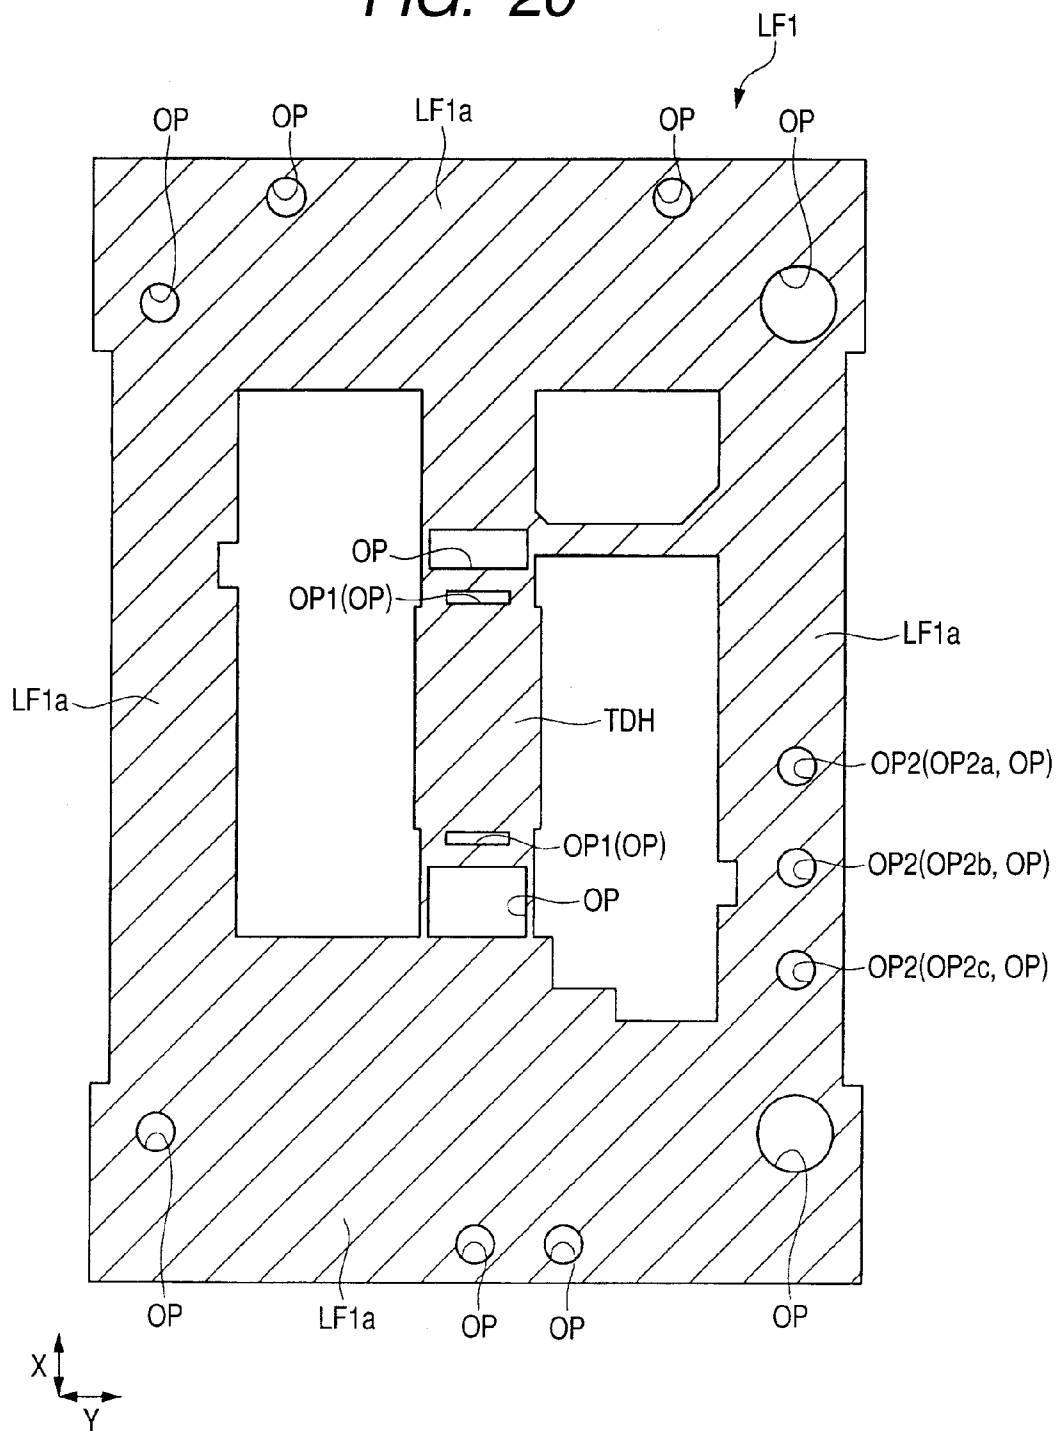 FIG. 20
LF1
OP
OP
LF1a
OP
OP
OP
OP1(OP)
LF1a
LF1a
TDH
OP2(OP2a, OP)
OP1(OP)
OP2(OP2b, OP)
OP
OP2(OP2c, OP)
OP
LF1a
OP
OP
OP
X
Y